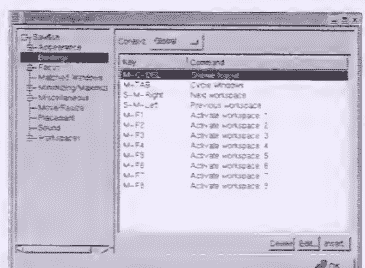 Sawfish
Appearance
Bindings
Focus
Matched Windows
Minimizing/Maximizi
Miscellaneous
Move/Resize
Placement
Sound
Workspaces
Context: Global
Key Command
M-C-DEL Gnome logout
M-TAB Cycle windows
S-M-Right Next workspace
S-M-Left Previous workspace
M-F1 Activate workspace 1
M-F2 Activate workspace 2
M-F3 Activate workspace 3
M-F4 Activate workspace 4
M-F5 Activate workspace 5
M-F6 Activate workspace 6
M-F7 Activate workspace 7
M-F8 Activate workspace 8
Delete Edit... Insert...
OK